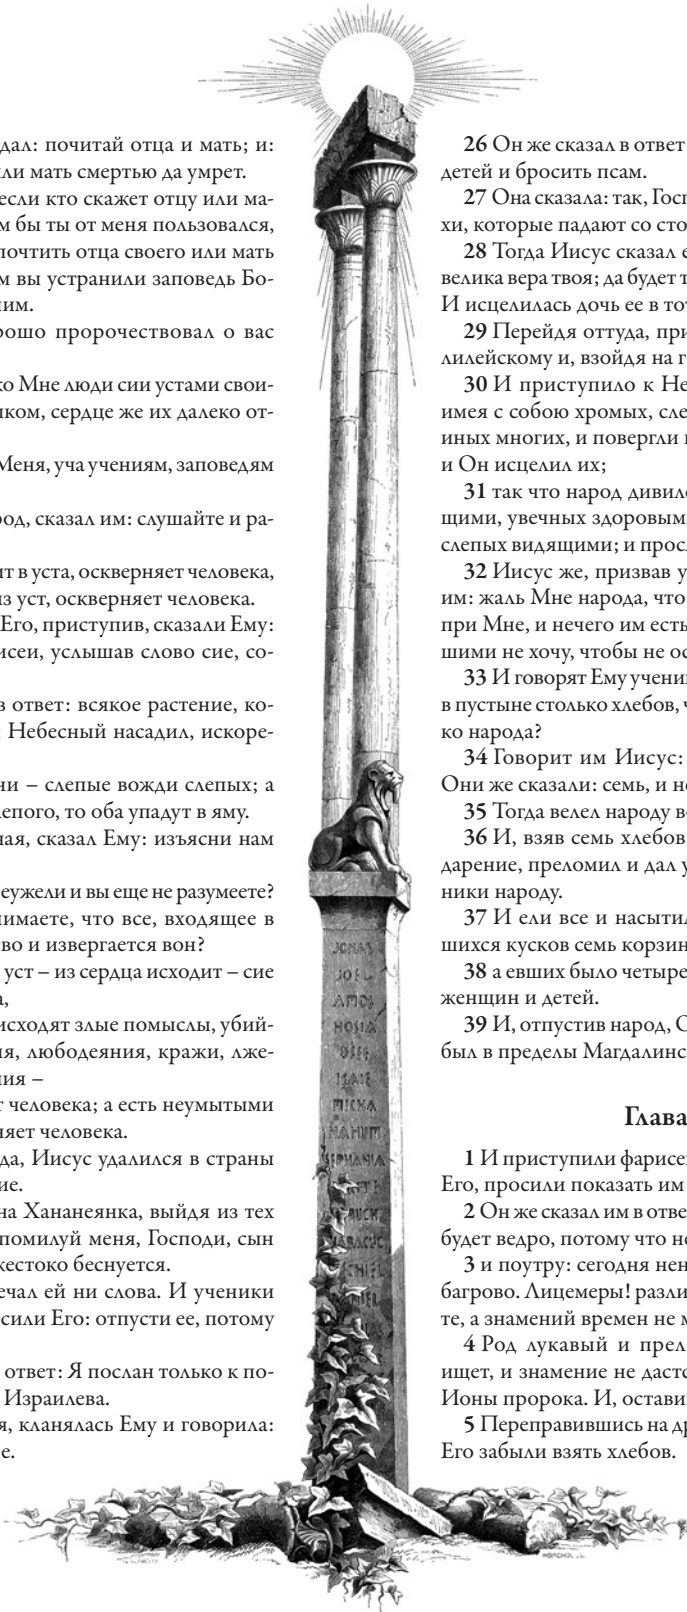 дал: почитай отца и мать; и:
ли мать смертью да умрет.
если кто скажет отцу или ма-
м бы ты от меня пользовался,
почтить отца своего или мать
м вы устранили заповедь Бо-
им.
рошо пророчествовал о вас
ко Мне люди сии устами свои-
ыком, сердце же их далеко от-
Меня, уча учениям, заповедям
од, сказал им: слушайте и ра-
ит в уста, оскверняет человека,
из уст, оскверняет человека.
Его, приступив, сказали Ему:
исеи, услышав слово сие, со-
в ответ: всякое растение, ко-
Небесный насадил, искоре-
ни – слепые вожди слепых; а
лепого, то оба упадут в яму.
чая, сказал Ему: изъясни нам
еужели и вы еще не разумеете?
нимаете, что все, входящее в
ево и извергается вон?
уст – из сердца исходит – сие
а,
исходят злые помыслы, убий-
ия, любодеяния, кражи, лже-
ния –
т человека; а есть неумытыми
няет человека.
да, Иисус удалился в страны
ие.
на Хананеянка, выйдя из тех
помилуй меня, Господи, сын
жестоко беснуется.
ечал ей ни слова. И ученики
сили Его: отпусти ее, потому
ответ: Я послан только к по-
Израилева.
я, кланялась Ему и говорила:
е.
JONAS
JOEL
AMOS
HOSIA
OSEE
ISAIE
MICHA
NAHUM
26 Он же сказал в ответ
детей и бросить псам.
27 Она сказала: так, Госп
хи, которые падают со сто
28 Тогда Иисус сказал е
велика вера твоя; да будет т
И исцелилась дочь ее в тот
29 Перейдя оттуда, при
лилейскому и, взойдя на г
30 И приступило к Не
имея с собою хромых, сле
иных многих, и повергли и
и Он исцелил их;
31 так что народ дивило
щими, увечных здоровым
слепых видящими; и просл
32 Иисус же, призвав у
им: жаль Мне народа, что
при Мне, и нечего им есть
шими не хочу, чтобы не ос
33 И говорят Ему учени
в пустыне столько хлебов, ч
ко народа?
34 Говорит им Иисус:
Они же сказали: семь, и не
35 Тогда велел народу во
36 И, взяв семь хлебов
дарение, преломил и дал у
ники народу.
37 И ели все и насытил
шихся кусков семь корзин
38 а евших было четыре
женщин и детей.
39 И, отпустив народ, О
был в пределы Магдалинс
Глава
1 И приступили фарисе
Его, просили показать им
2 Он же сказал им в отве
будет ведро, потому что не
3 и поутру: сегодня нен
багрово. Лицемеры! разли
те, а знамений времен не м
4 Род лукавый и прел
ищет, и знамение не дастс
Ионы пророка. И, остави
5 Переправившись на др
Его забыли взять хлебов.